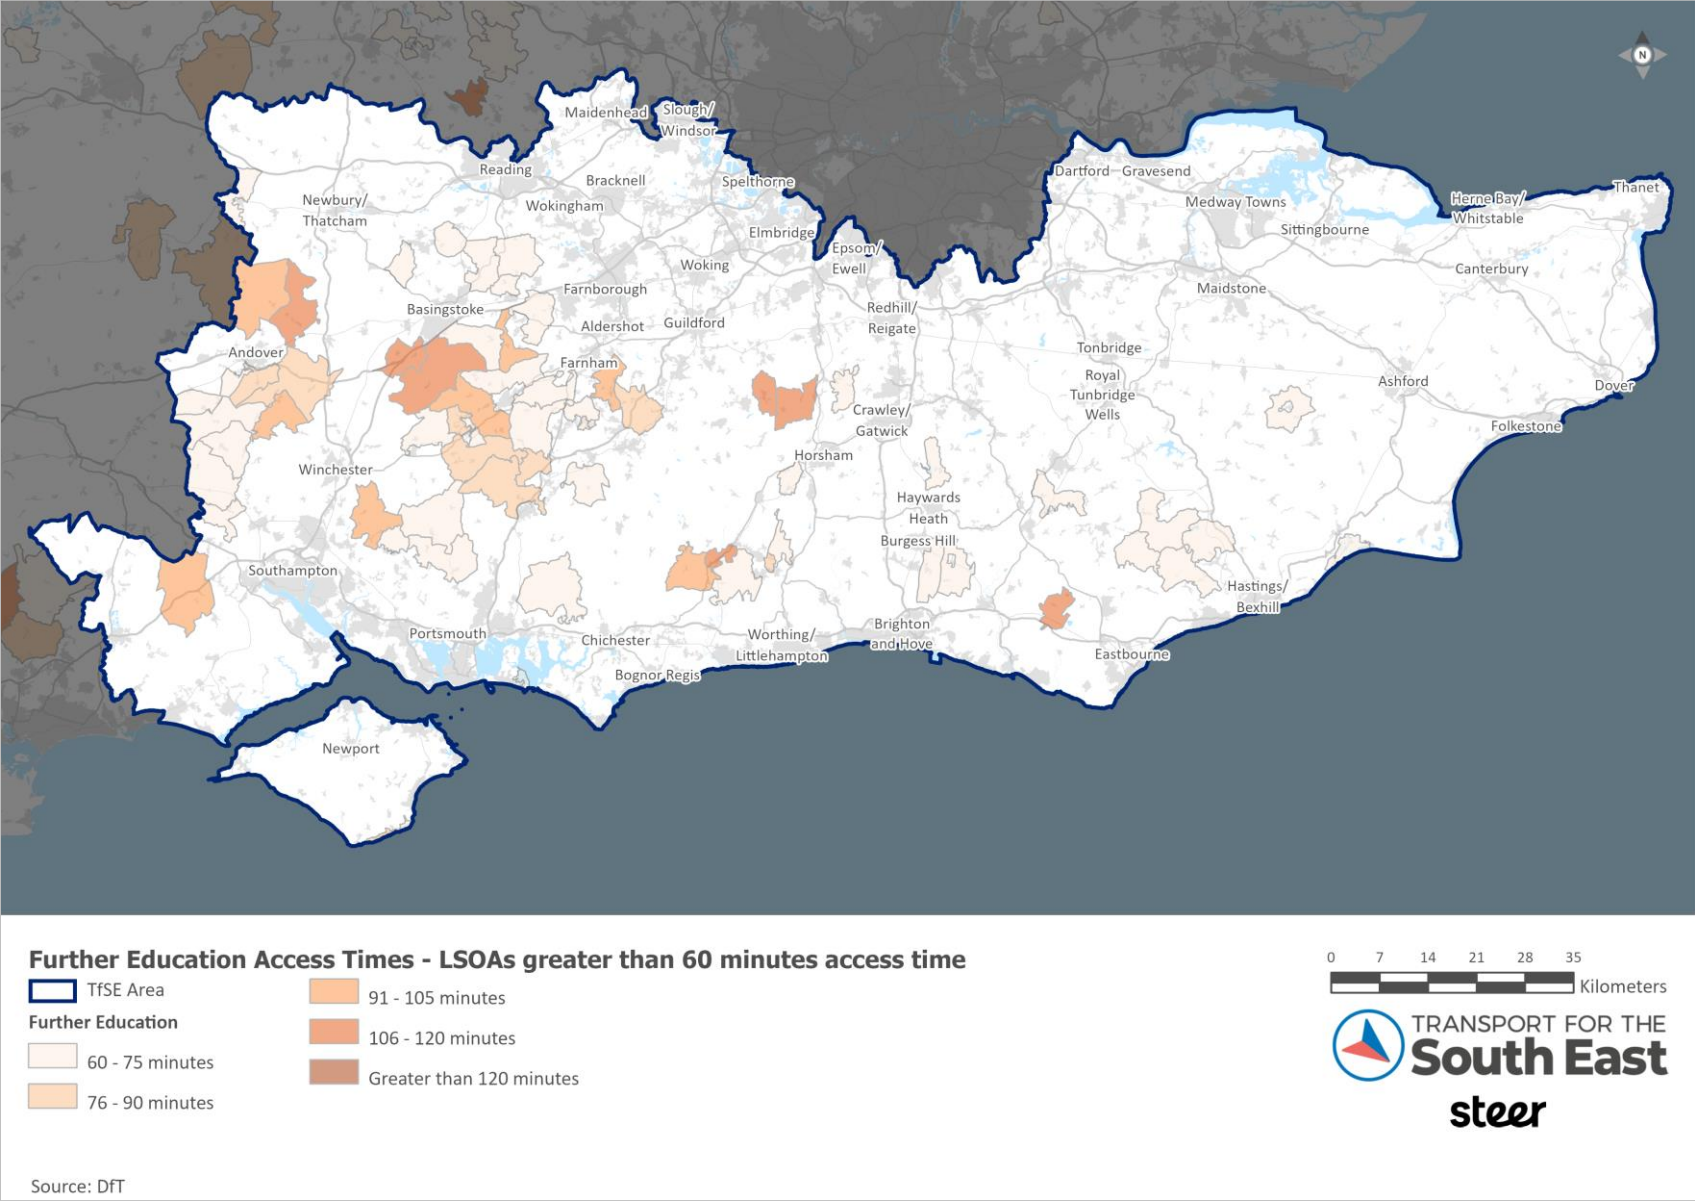 N
Maidenhead
Slough/
Windsor
Reading
Bracknell
Spelthorne
Dartford
Gravesend
Thanet
Newbury/
Thatcham
Wokingham
Medway Towns
Herne Bay/
Whitstable
Elmbridge
Sittingbourne
Epsom/
Ewell
Woking
Canterbury
Farnborough
Maidstone
Basingstoke
Redhill/
Reigate
Aldershot
Guildford
Andover
Farnham
Tonbridge
Royal
Tunbridge
Wells
Ashford
Dover
Crawley/
Gatwick
Folkestone
Winchester
Horsham
Haywards
Heath
Burgess Hill
Southampton
Hastings/
Bexhill
Portsmouth
Chichester
Worthing/
Littlehampton
Brighton
and Hove
Eastbourne
Bognor Regis
Newport
Further Education Access Times - LSOAs greater than 60 minutes access time
TfSE Area
Further Education
60 - 75 minutes
76 - 90 minutes
91 - 105 minutes
106 - 120 minutes
Greater than 120 minutes
0 7 14 21 28 35
Kilometers
TRANSPORT FOR THE
South East
steer
Source: DfT